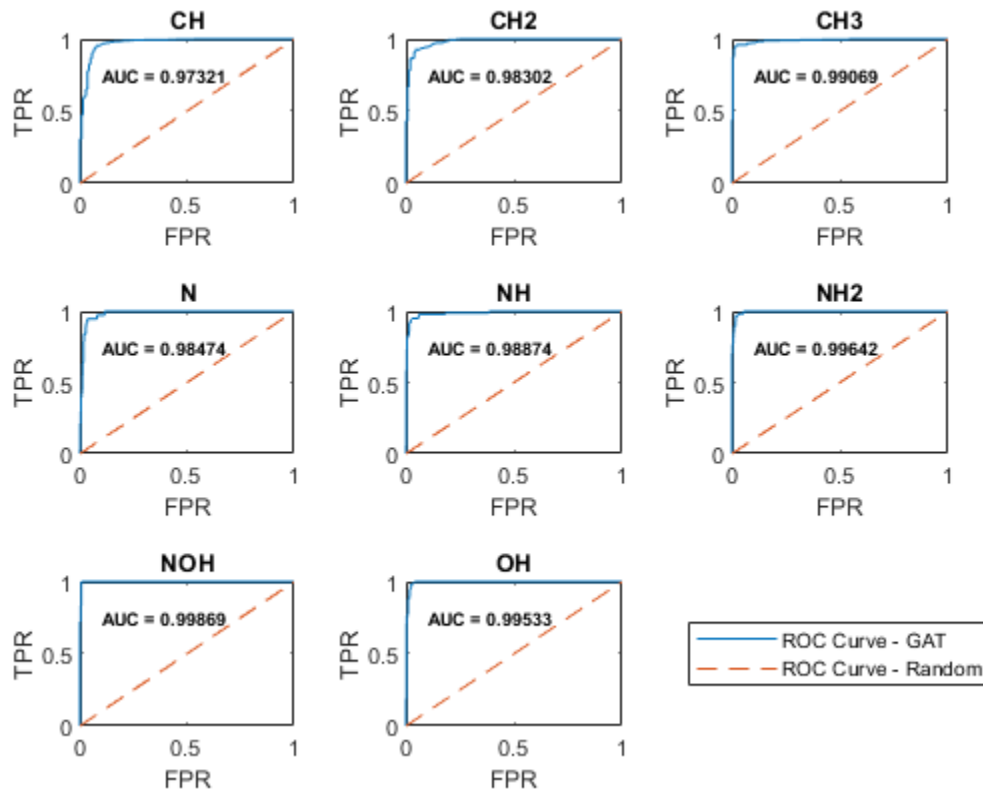 CH
CH2
CH3
1
AUC = 0.97321
TPR
0.5
0
0
0.5
1
FPR
1
AUC = 0.98302
TPR
0.5
0
0
0.5
1
FPR
1
AUC = 0.99069
TPR
0.5
0
0
0.5
1
FPR
N
NH
NH2
1
AUC = 0.98474
TPR
0.5
0
0
0.5
1
FPR
1
AUC = 0.98874
TPR
0.5
0
0
0.5
1
FPR
1
AUC = 0.99642
TPR
0.5
0
0
0.5
1
FPR
NOH
OH
1
AUC = 0.99869
TPR
0.5
0
0
0.5
1
FPR
1
AUC = 0.99533
TPR
0.5
0
0
0.5
1
FPR
ROC Curve - GAT
ROC Curve - Random